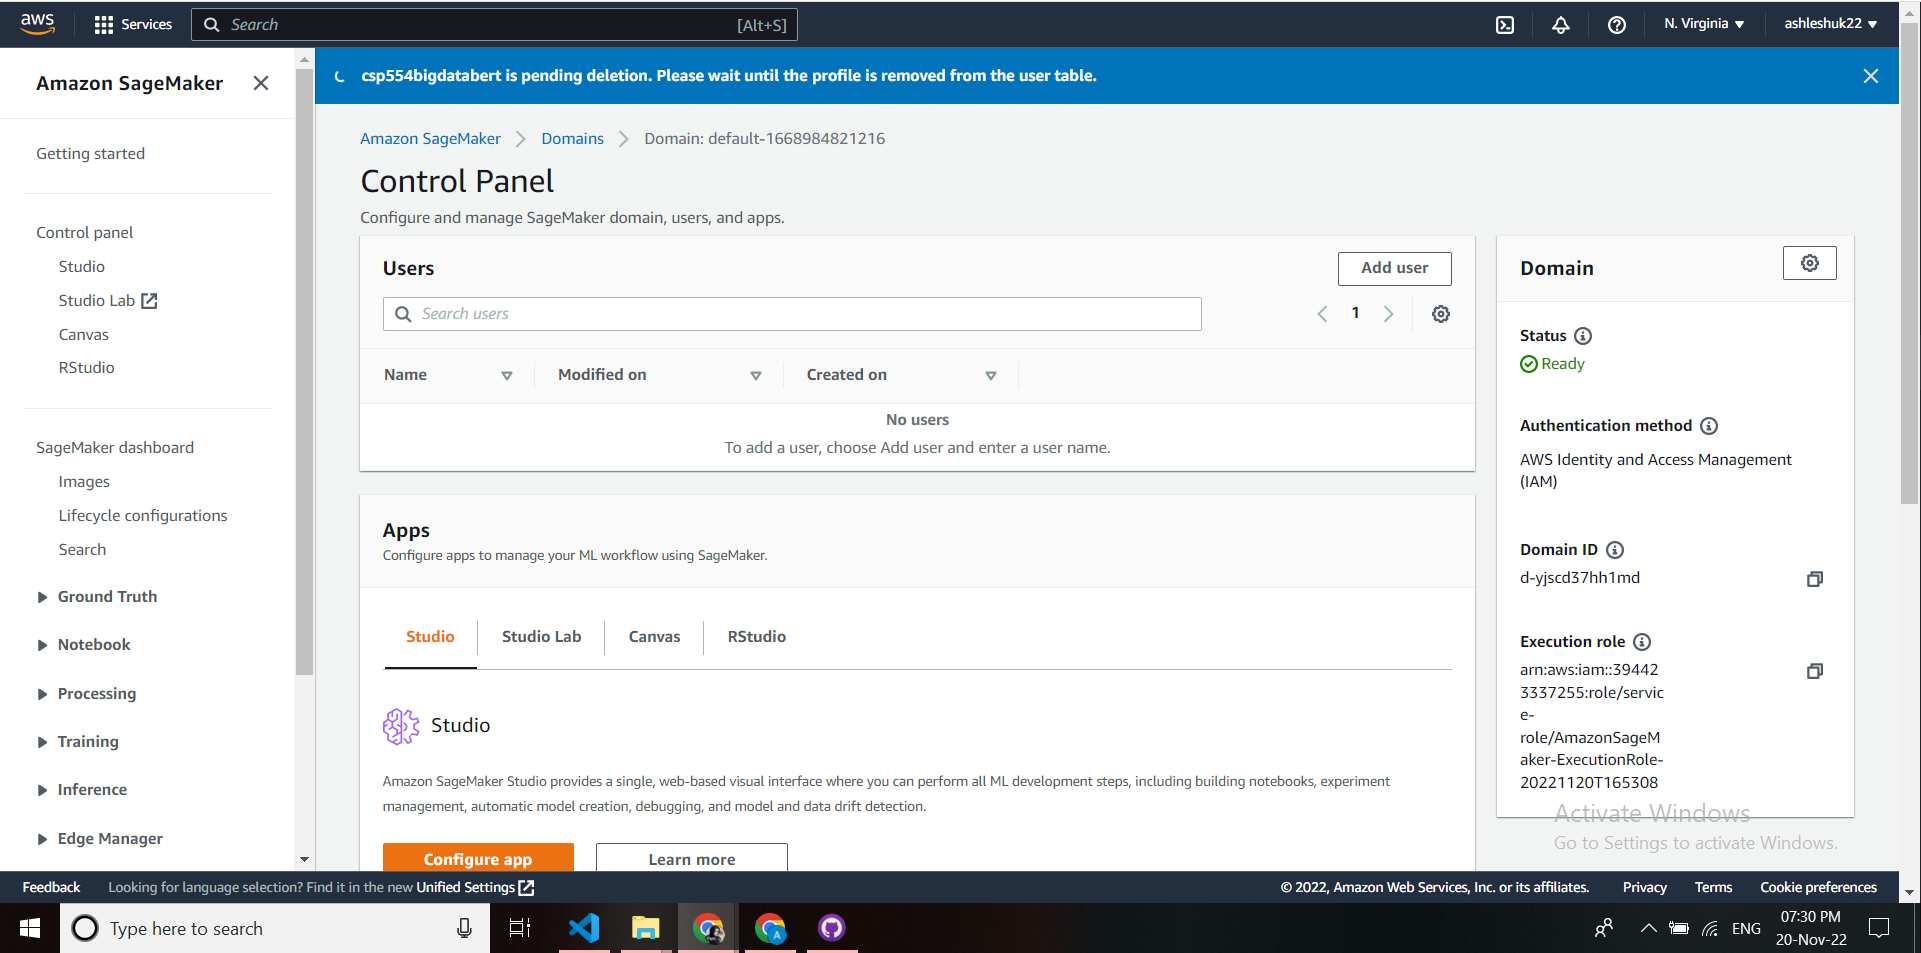 aws
Services
Search
[Alt+S]
N. Virginia
ashleshuk22
Amazon SageMaker
Getting started
Control panel
Studio
Studio Lab
Canvas
RStudio
SageMaker dashboard
Images
Lifecycle configurations
Search
Ground Truth
Notebook
Processing
Training
Inference
Edge Manager
csp554bigdatabert is pending deletion. Please wait until the profile is removed from the user table.
Amazon SageMaker
Domains
Domain: default-1668984821216
Control Panel
Configure and manage SageMaker domain, users, and apps.
Users
Add user
Search users
1
Name
Modified on
Created on
No users
To add a user, choose Add user and enter a user name.
Apps
Configure apps to manage your ML workflow using SageMaker.
Studio
Studio Lab
Canvas
RStudio
Studio
Amazon SageMaker Studio provides a single, web-based visual interface where you can perform all ML development steps, including building notebooks, experiment
management, automatic model creation, debugging, and model and data drift detection.
Configure app
Learn more
Domain
Status
Ready
Authentication method
AWS Identity and Access Management
(IAM)
Domain ID
d-yjscd37hh1md
Execution role
arn:aws:iam::39442
3337255:role/servic
e-
role/AmazonSageM
aker-ExecutionRole-
20221120T165308
Activate Windows
Go to Settings to activate Windows.
Feedback
Looking for language selection? Find it in the new Unified Settings
© 2022, Amazon Web Services, Inc. or its affiliates.
Privacy
Terms
Cookie preferences
Type here to search
ENG
07:30 PM
20-Nov-22